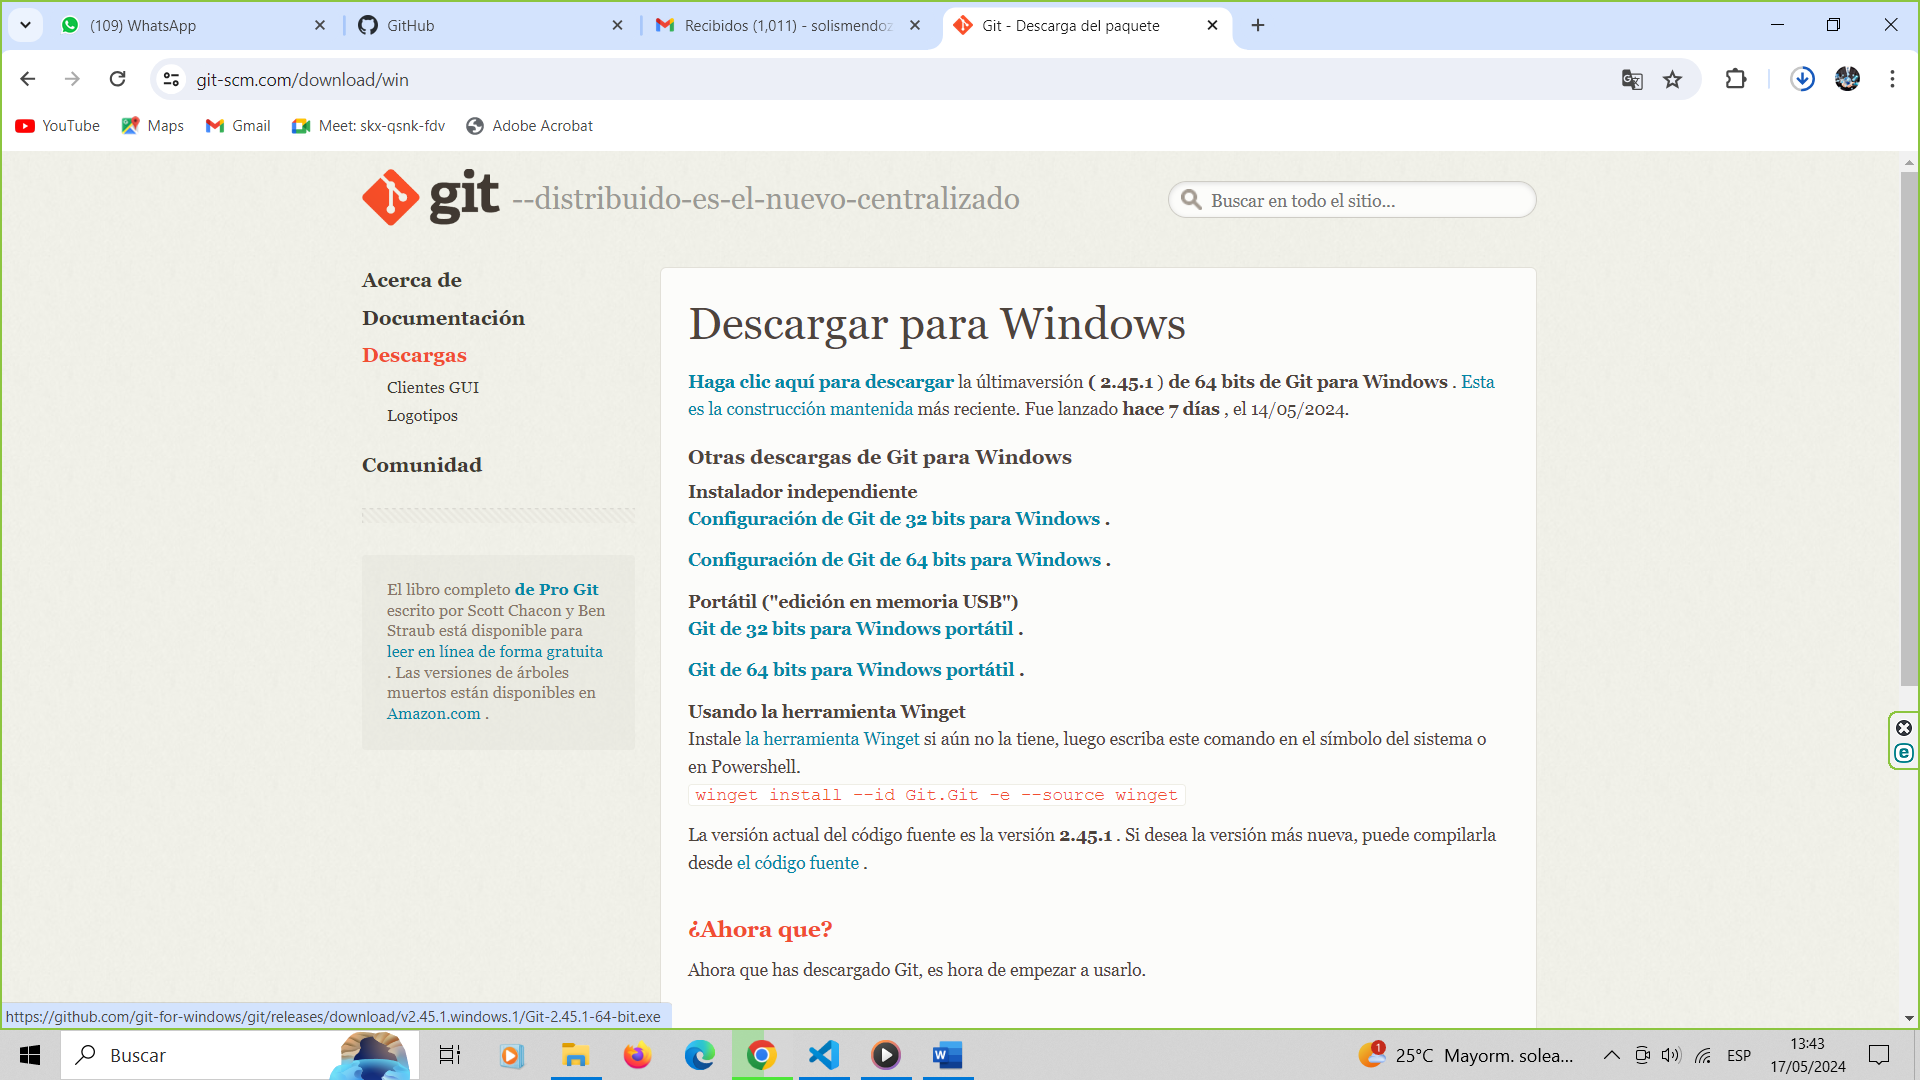 (109) WhatsApp
GitHub
Recibidos (1,011) - solismendoz
Git - Descarga del paquete
git-scm.com/download/win
YouTube
Maps
Gmail
Meet: skx-qsnk-fdv
Adobe Acrobat
git --distribuido-es-el-nuevo-centralizado
Buscar en todo el sitio...
Acerca de
Documentación
Descargas
Clientes GUI
Logotipos
Comunidad
El libro completo de Pro Git
escrito por Scott Chacon y Ben
Straub está disponible para
leer en línea de forma gratuita
. Las versiones de árboles
muertos están disponibles en
Amazon.com .
Descargar para Windows
Haga clic aquí para descargar la últimaversión ( 2.45.1 ) de 64 bits de Git para Windows . Esta
es la construcción mantenida más reciente. Fue lanzado hace 7 días , el 14/05/2024.
Otras descargas de Git para Windows
Instalador independiente
Configuración de Git de 32 bits para Windows .
Configuración de Git de 64 bits para Windows .
Portátil ("edición en memoria USB")
Git de 32 bits para Windows portátil .
Git de 64 bits para Windows portátil .
Usando la herramienta Winget
Instale la herramienta Winget si aún no la tiene, luego escriba este comando en el símbolo del sistema o
en Powershell.
winget install --id Git.Git -e --source winget
La versión actual del código fuente es la versión 2.45.1 . Si desea la versión más nueva, puede compilarla
desde el código fuente .
¿Ahora que?
Ahora que has descargado Git, es hora de empezar a usarlo.
https://github.com/git-for-windows/git/releases/download/v2.45.1.windows.1/Git-2.45.1-64-bit.exe
Buscar
1
25°C Mayorm. solea...
ESP
13:43
17/05/2024